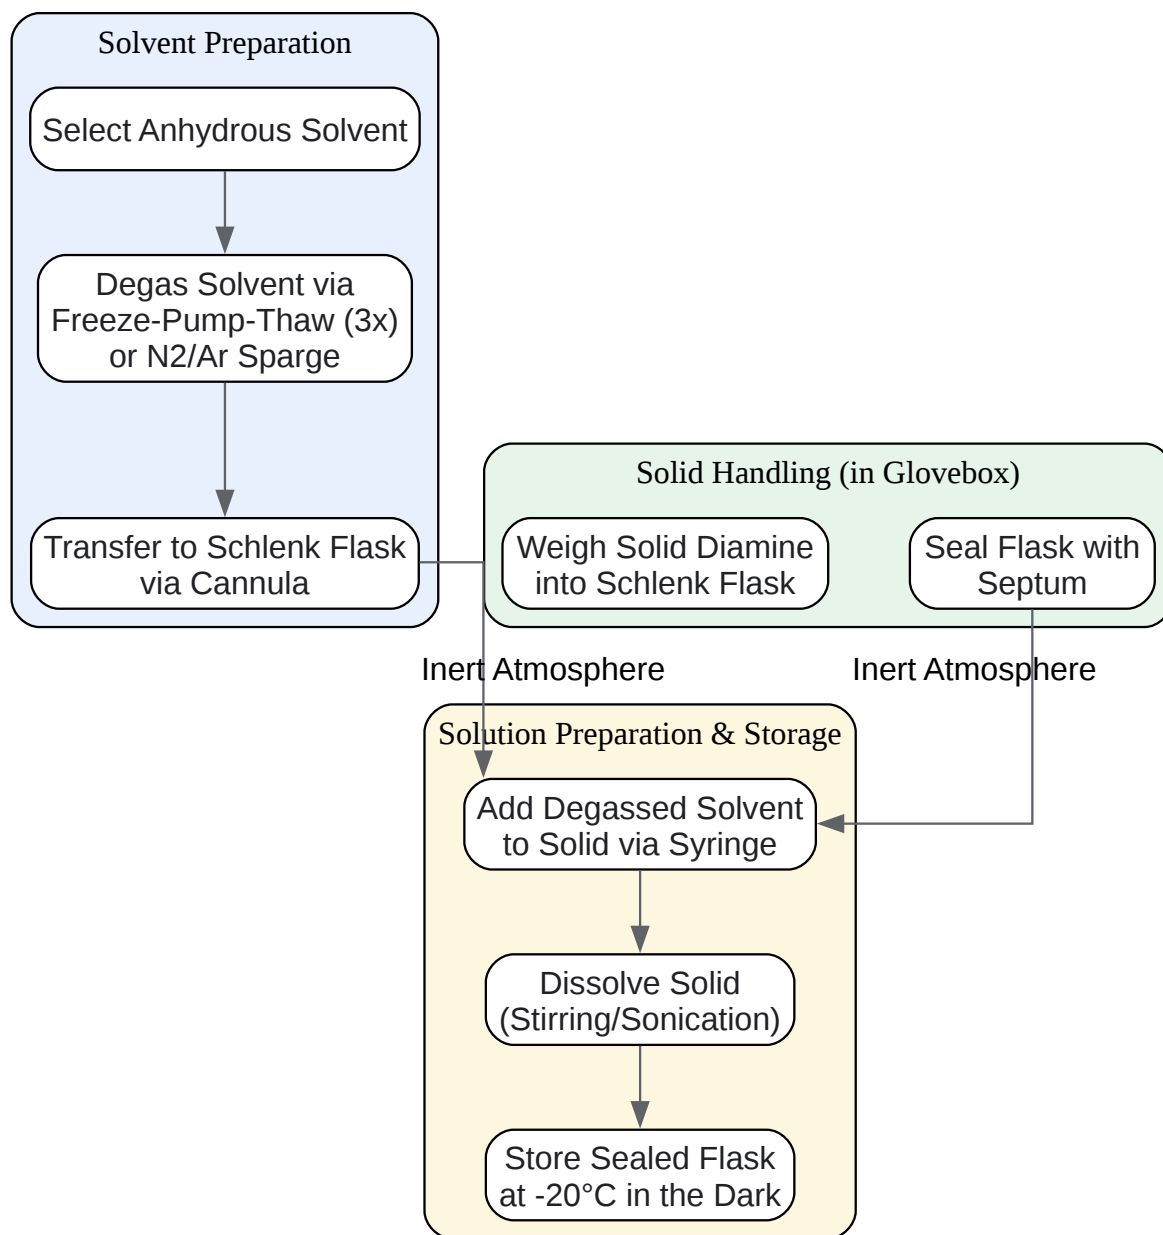 Solvent Preparation
Select Anhydrous Solvent
Degas Solvent via
Freeze-Pump-Thaw (3x)
or N2/Ar Sparge
Transfer to Schlenk Flask
via Cannula
Solid Handling (in Glovebox)
Weigh Solid Diamine
into Schlenk Flask
Seal Flask with
Septum
Inert Atmosphere
Inert Atmosphere
Solution Preparation & Storage
Add Degassed Solvent
to Solid via Syringe
Dissolve Solid
(Stirring/Sonication)
Store Sealed Flask
at -20°C in the Dark